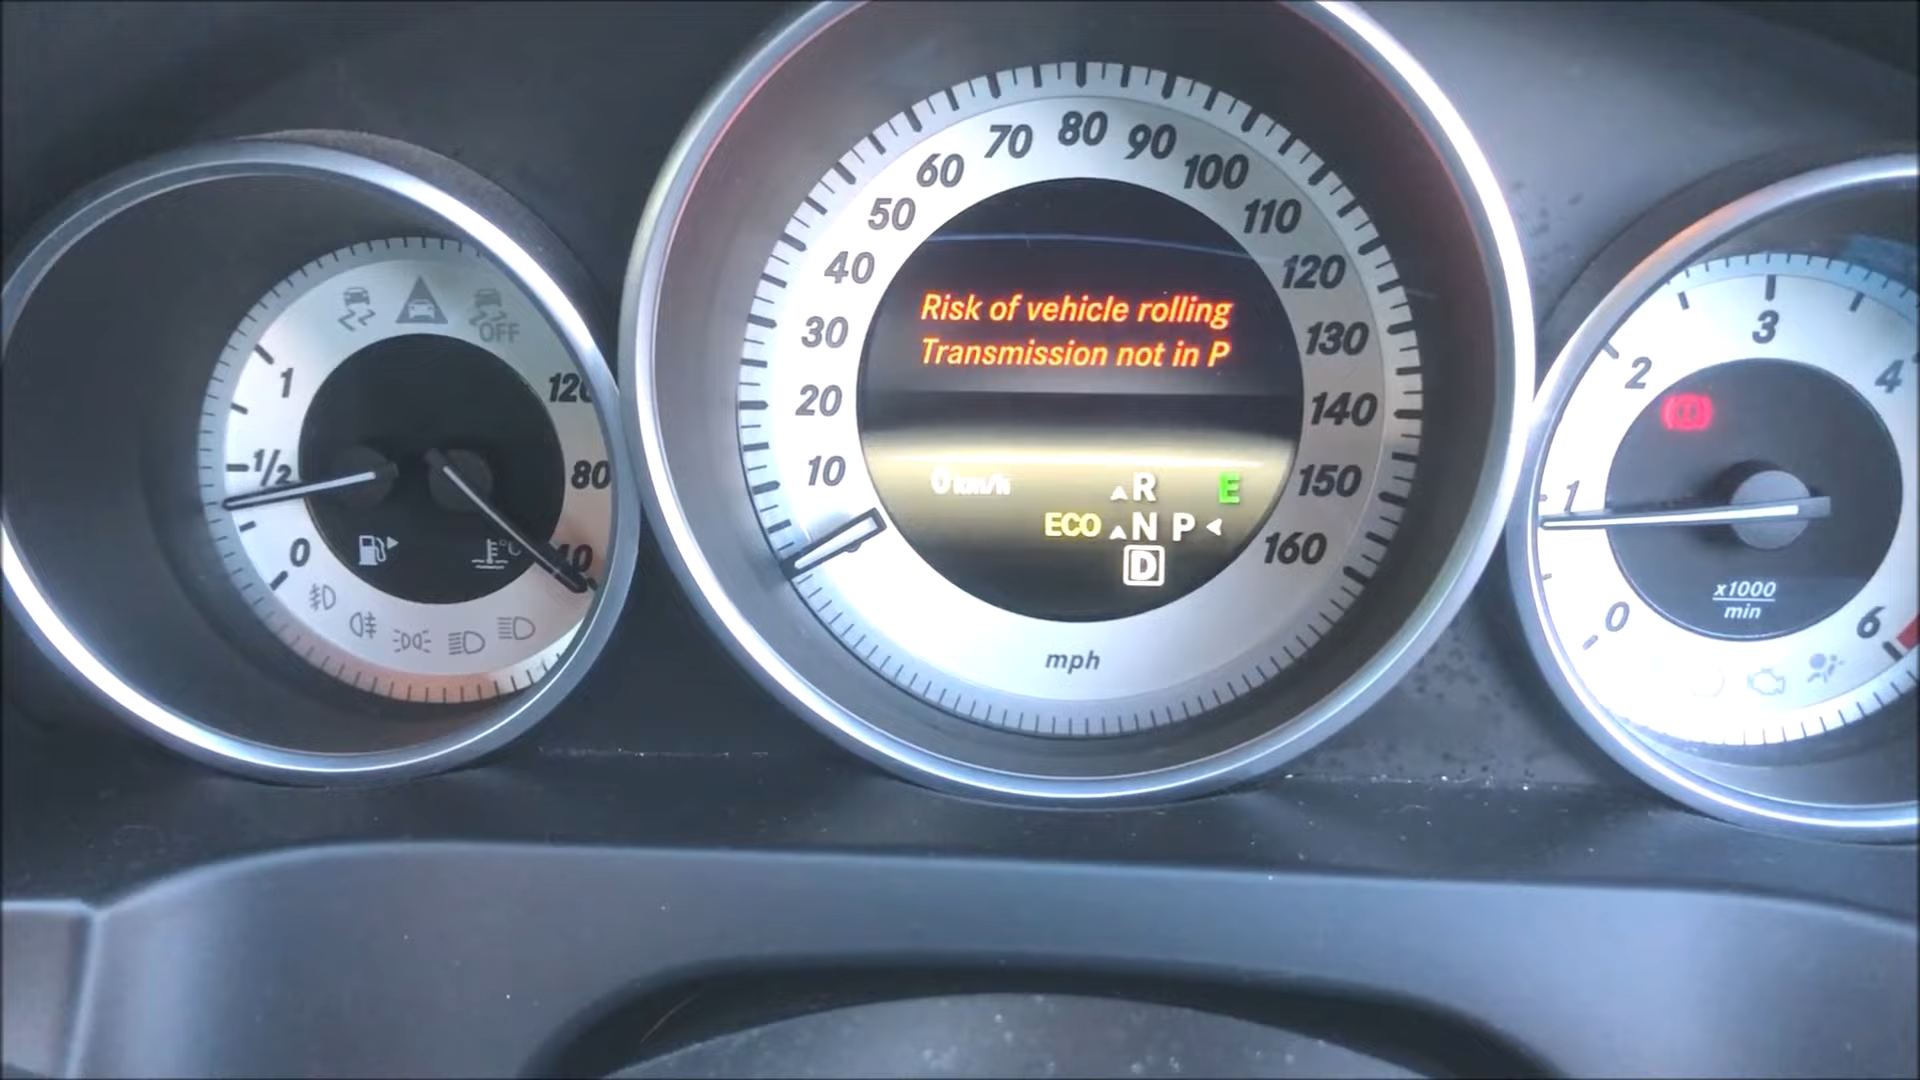 OFF
1
1/2
0
120
80
40
°C
10
20
30
40
50
60
70
80
90
100
110
120
130
140
150
160
Risk of vehicle rolling
Transmission not in P
0 km/h
R
E
ECO
N P
D
mph
0
1
2
3
4
6
x1000
min